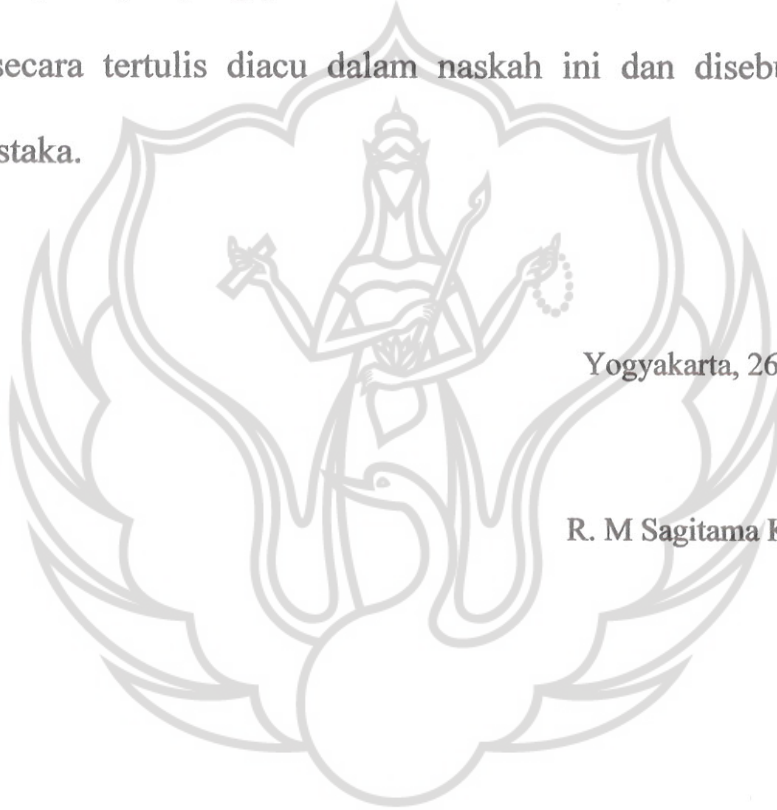 secara tertulis diacu dalam naskah ini dan disebu
staka.
Yogyakarta, 26
R. M Sagitama K